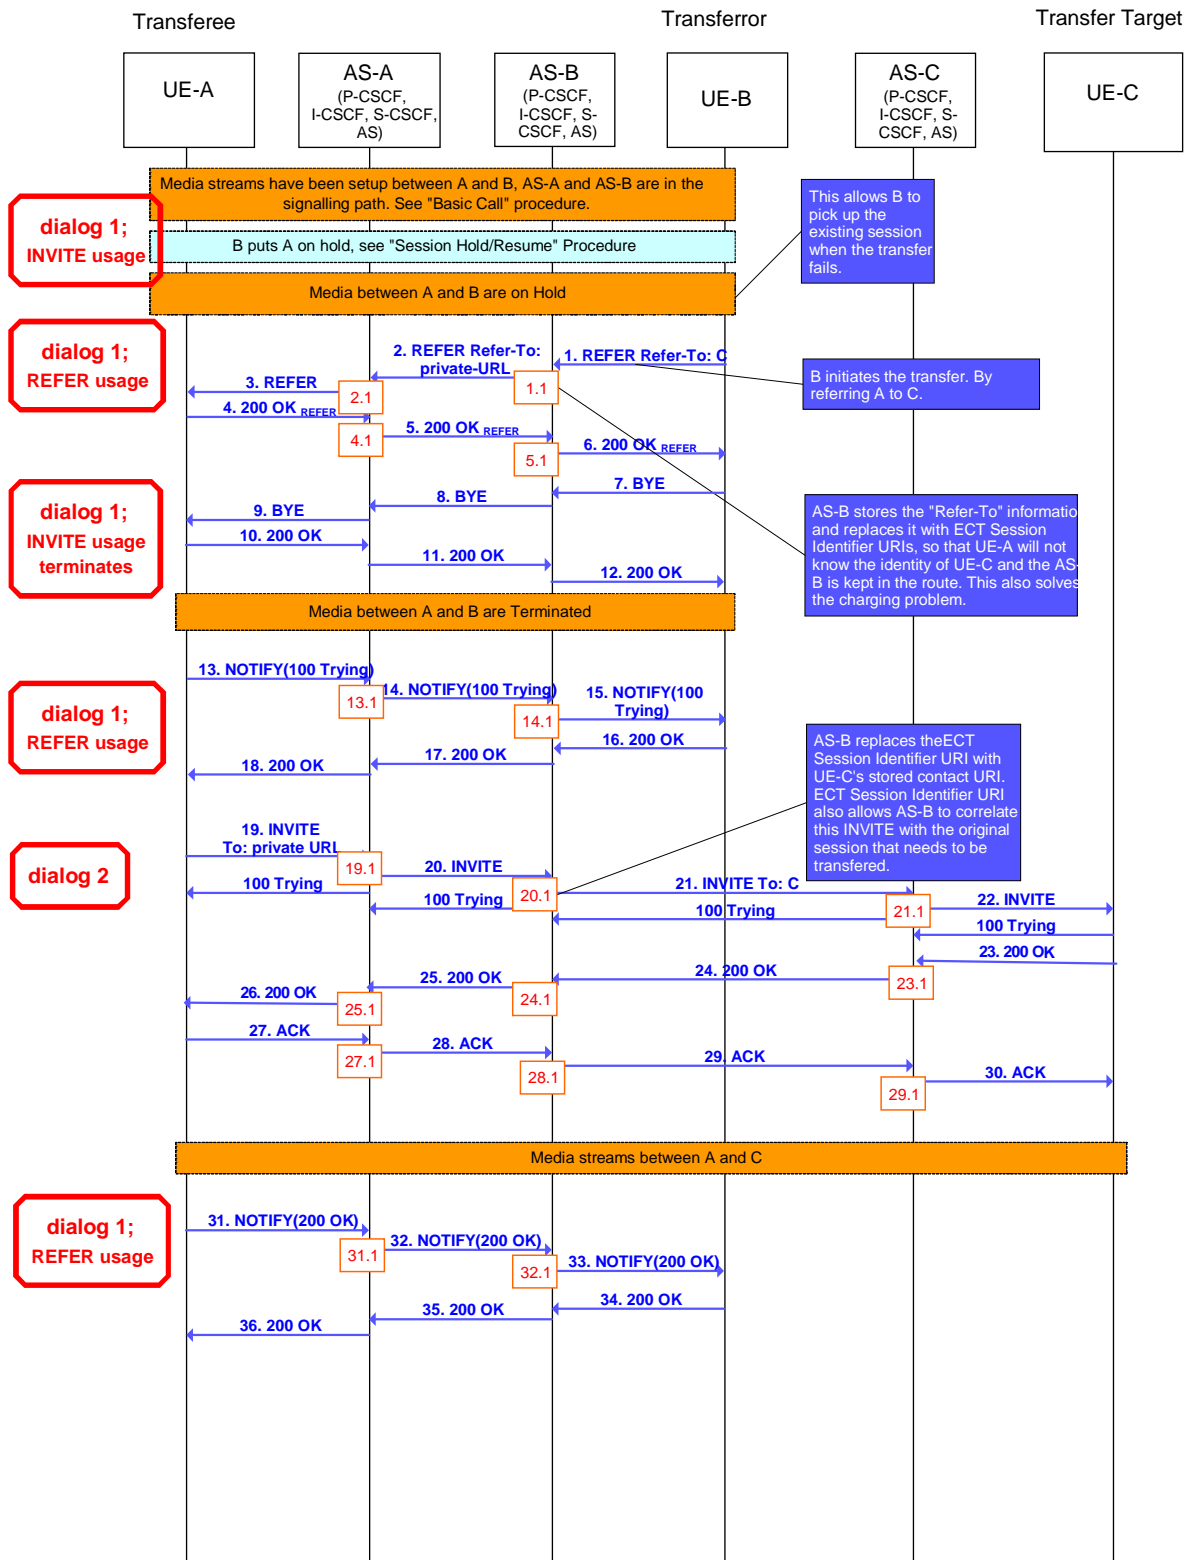 Transferee
Transferror
Transfer Target
UE-A
AS-A
(P-CSCF,
I-CSCF, S-CSCF,
AS)
AS-B
(P-CSCF,
I-CSCF, S-
CSCF, AS)
UE-B
AS-C
(P-CSCF,
I-CSCF, S-
CSCF, AS)
UE-C
Media streams have been setup between A and B, AS-A and AS-B are in the
signalling path. See "Basic Call" procedure.
This allows B to
pick up the
existing session
when the transfer
fails.
dialog 1;
INVITE usage
B puts A on hold, see "Session Hold/Resume" Procedure
Media between A and B are on Hold
dialog 1;
REFER usage
2. REFER Refer-To:
private-URL
1. REFER Refer-To: C
B initiates the transfer. By
referring A to C.
3. REFER
2.1
1.1
4. 200 OK REFER
4.1
5. 200 OK REFER
5.1
6. 200 OK REFER
dialog 1;
INVITE usage
terminates
7. BYE
8. BYE
9. BYE
10. 200 OK
11. 200 OK
12. 200 OK
AS-B stores the "Refer-To" informatio
and replaces it with ECT Session
Identifier URIs, so that UE-A will not
know the identity of UE-C and the AS-
B is kept in the route. This also solves
the charging problem.
Media between A and B are Terminated
13. NOTIFY(100 Trying)
dialog 1;
REFER usage
13.1
14. NOTIFY(100 Trying)
14.1
15. NOTIFY(100
Trying)
16. 200 OK
17. 200 OK
18. 200 OK
AS-B replaces theECT
Session Identifier URI with
UE-C's stored contact URI.
ECT Session Identifier URI
also allows AS-B to correlate
this INVITE with the original
session that needs to be
transfered.
dialog 2
19. INVITE
To: private URL
19.1
20. INVITE
100 Trying
20.1
21. INVITE To: C
100 Trying
100 Trying
21.1
22. INVITE
100 Trying
23. 200 OK
23.1
24. 200 OK
24.1
25. 200 OK
25.1
26. 200 OK
27. ACK
27.1
28. ACK
28.1
29. ACK
29.1
30. ACK
Media streams between A and C
dialog 1;
REFER usage
31. NOTIFY(200 OK)
31.1
32. NOTIFY(200 OK)
32.1
33. NOTIFY(200 OK)
34. 200 OK
35. 200 OK
36. 200 OK